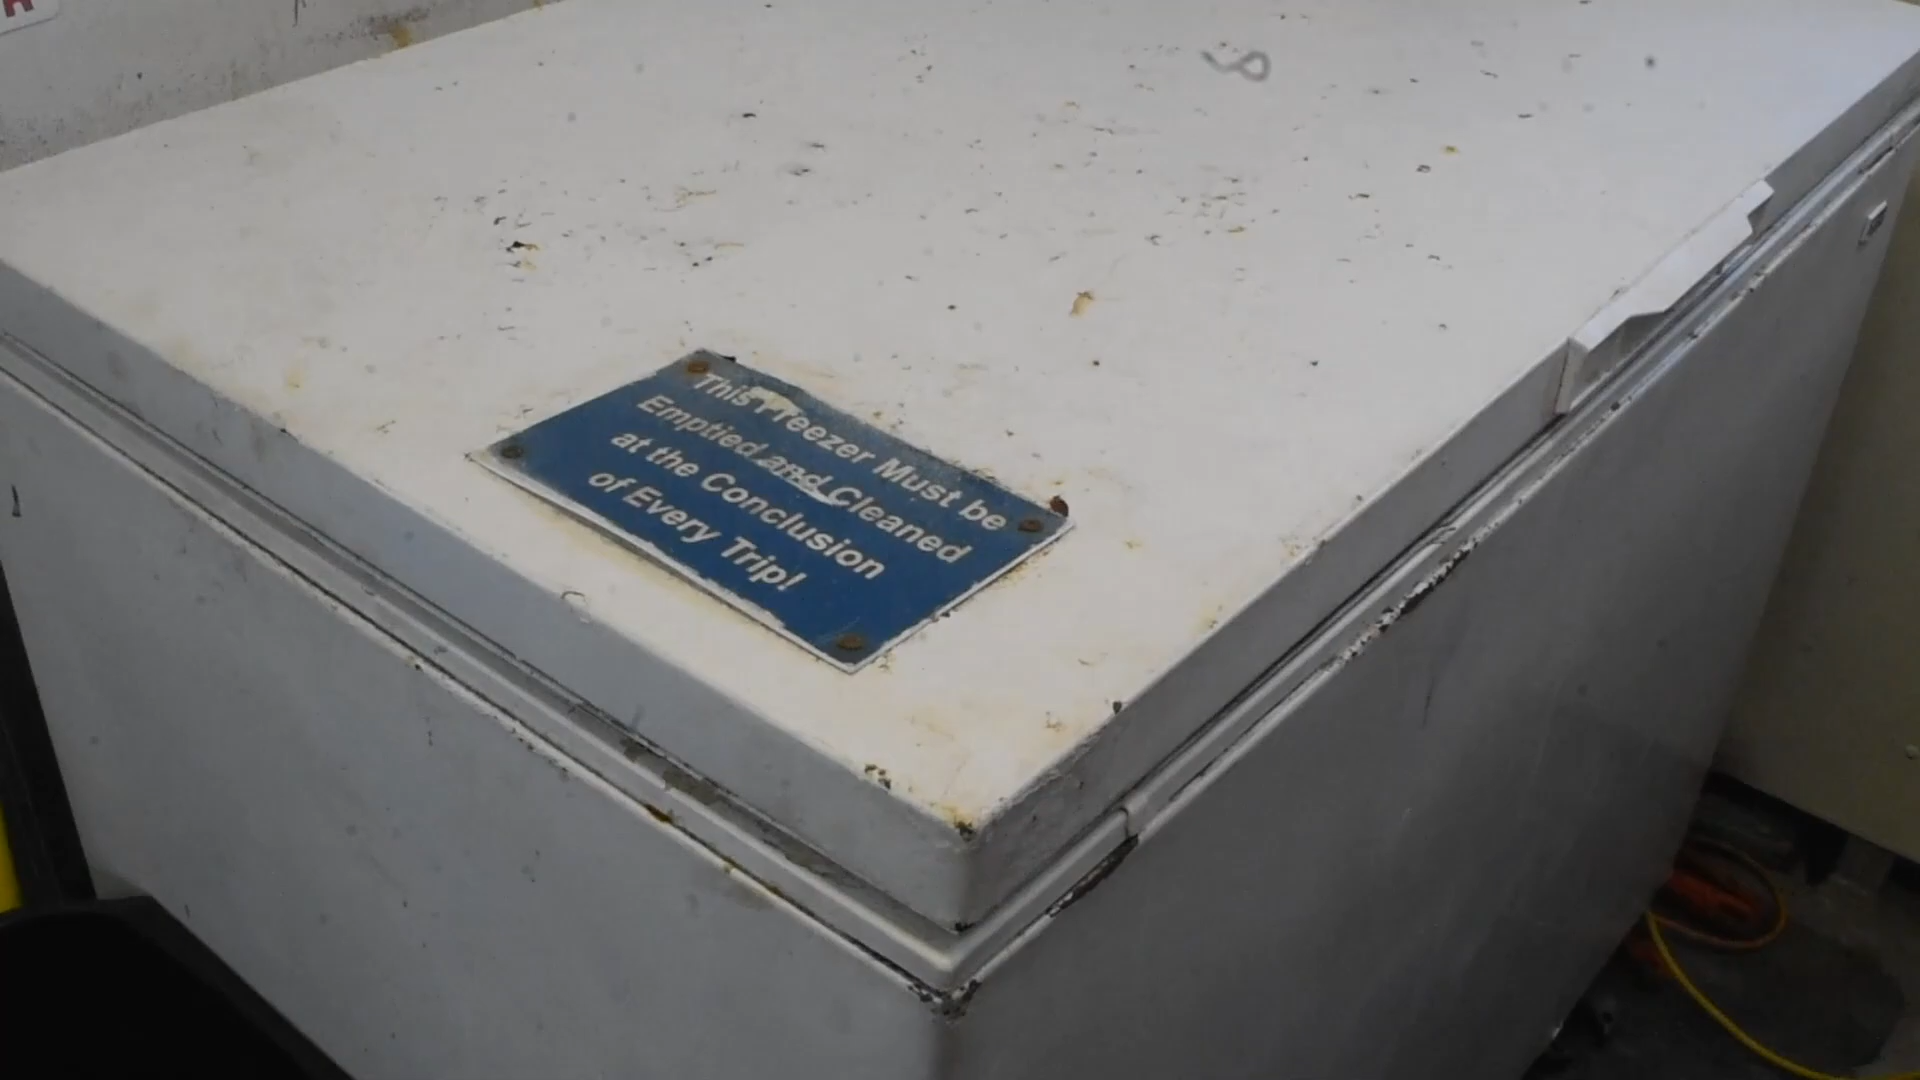 This Freezer Must be
Emptied and Cleaned
at the Conclusion
of Every Trip!